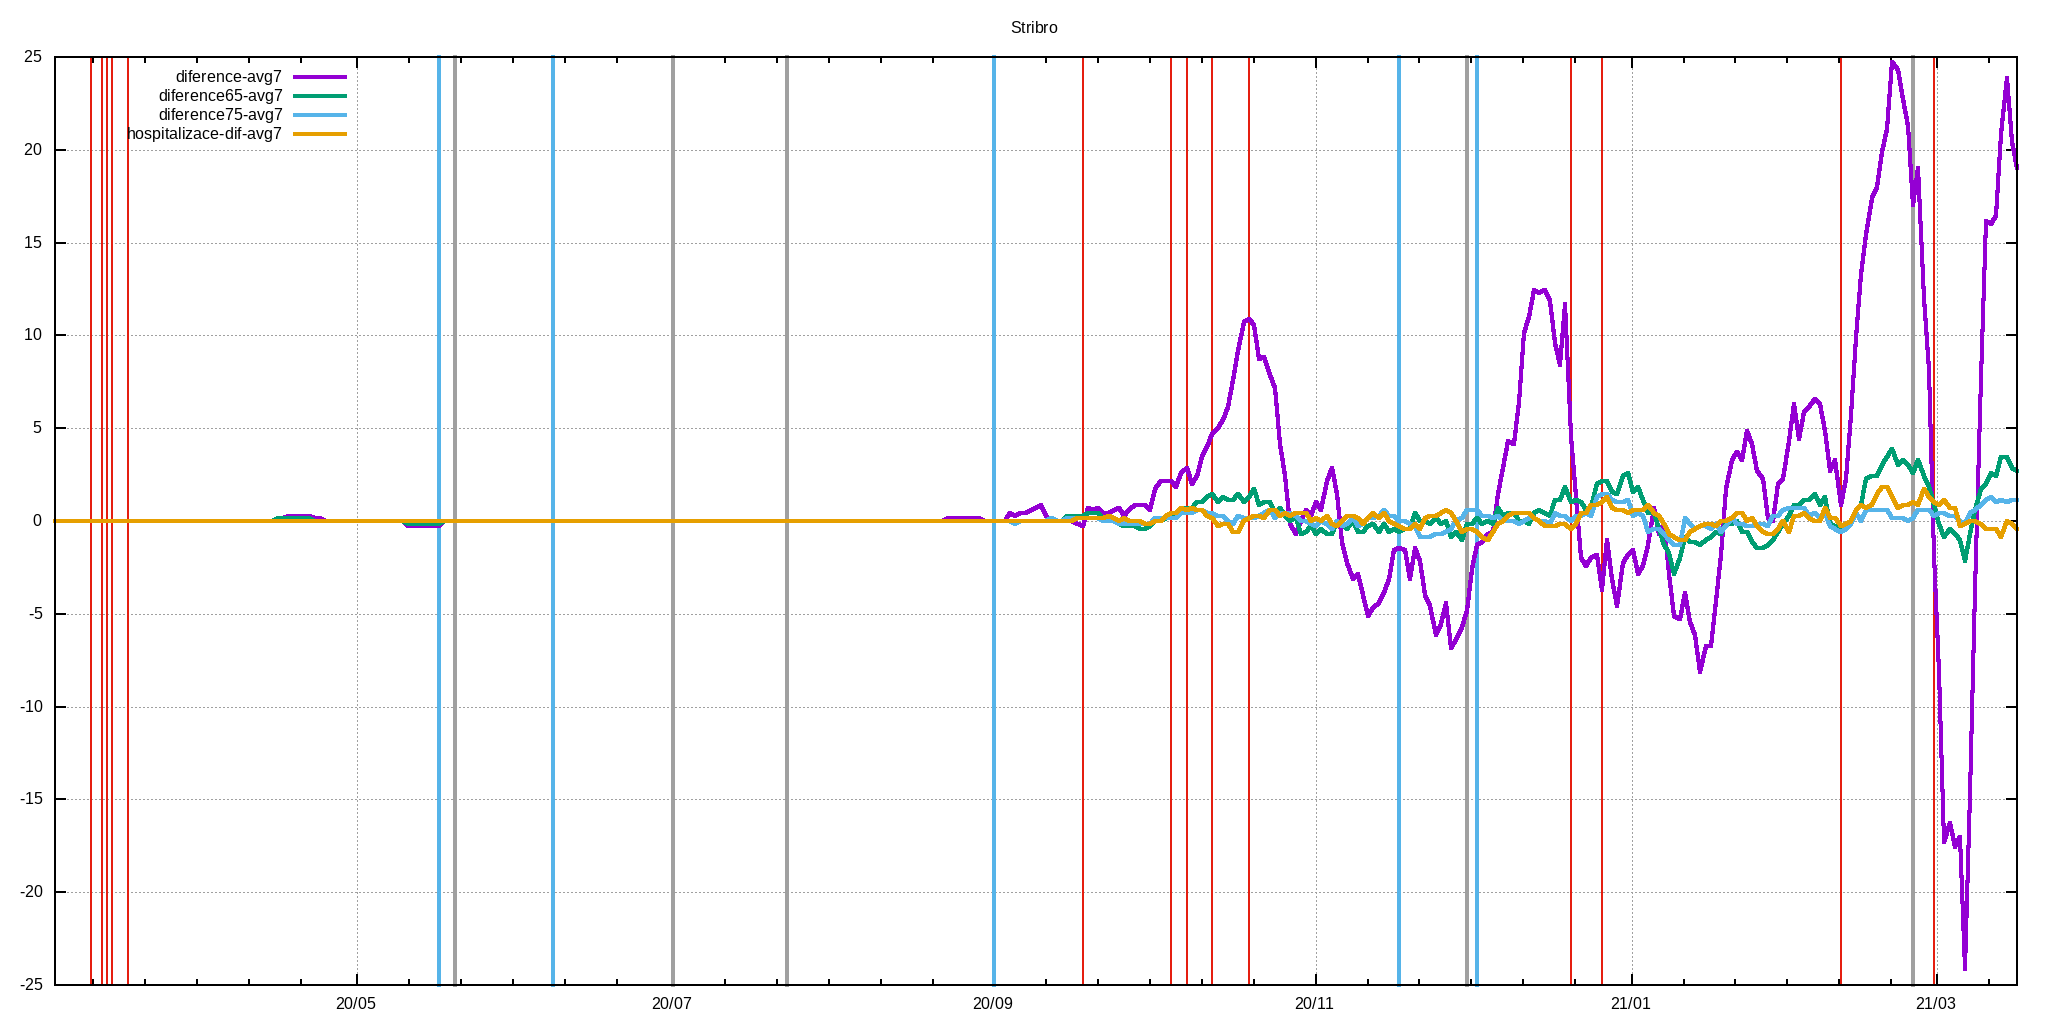 Stribro
25
diference-avg7
diference65-avg7
diference75-avg7
hospitalizace-dif-avg7
20
15
10
5
0
-5
-10
-15
-20
-25
20/05 20/07 20/09 20/11 21/01 21/03